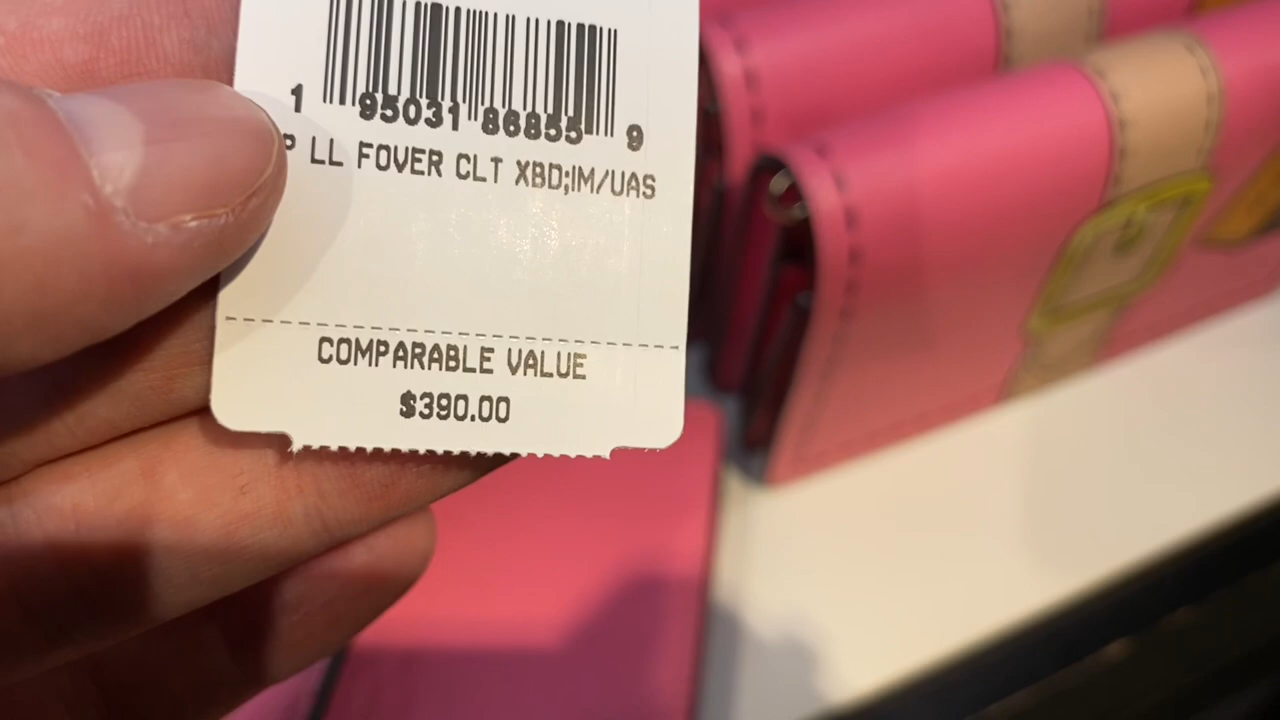 1 95031 86855 9
P LL FOVER CLT XBD;IM/UAS
COMPARABLE VALUE
$390.00